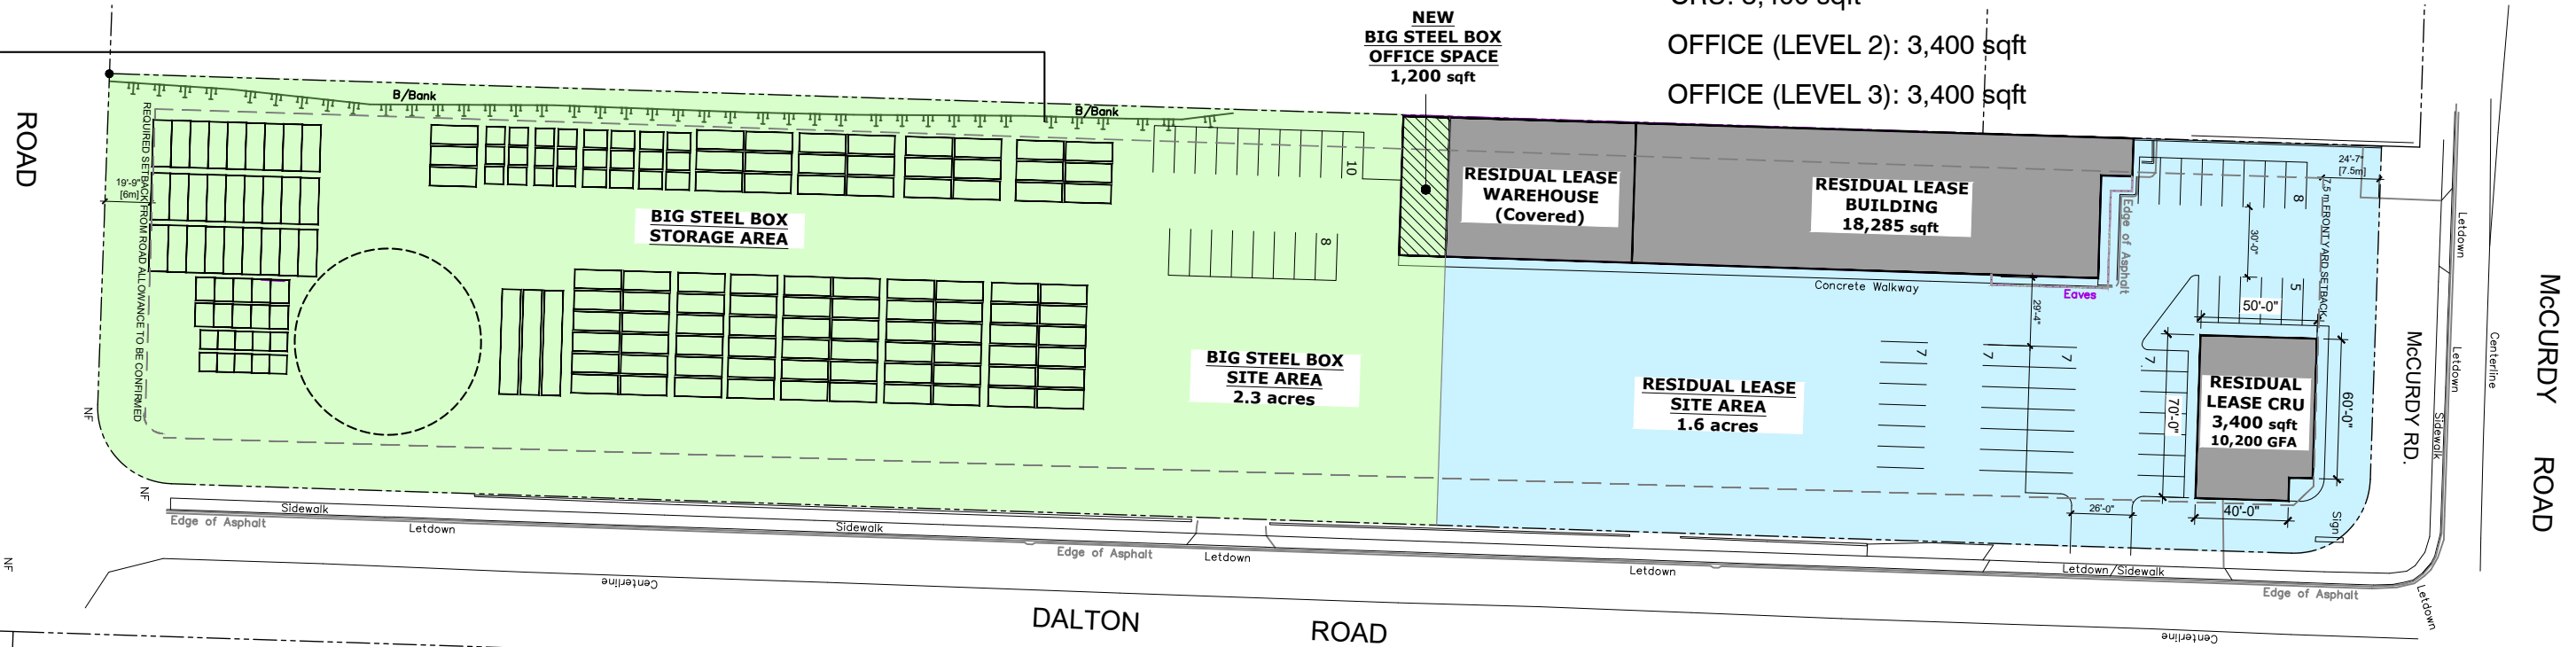 OFFICE (LEVEL 2): 3,400 sqft
OFFICE (LEVEL 3): 3,400 sqft
NEW
BIG STEEL BOX
OFFICE SPACE
1,200 sqft
ROAD
B/Bank
B/Bank
REQUIRED SETBACK FROM ROAD ALLOWANCE TO BE CONFIRMED
19'-9"
[6m]
BIG STEEL BOX
STORAGE AREA
10
8
BIG STEEL BOX
SITE AREA
2.3 acres
RESIDUAL LEASE
WAREHOUSE
(Covered)
RESIDUAL LEASE
BUILDING
18,285 sqft
Concrete Walkway
Eaves
Edge of Asphalt
29'-4"
8
30'-0"
5
7.5 m FRONT YARD SETBACK
24'-7"
[7.5m]
50'-0"
7
7
7
7
70'-0"
RESIDUAL LEASE
SITE AREA
1.6 acres
RESIDUAL
LEASE CRU
3,400 sqft
10,200 GFA
60'-0"
40'-0"
26'-0"
Sign
McCURDY RD.
Letdown
Letdown
Sidewalk
Centerline
McCURDY ROAD
NF
NF
NF
Sidewalk
Edge of Asphalt
Letdown
Sidewalk
Edge of Asphalt
Letdown
Letdown
Letdown/Sidewalk
Edge of Asphalt
Letdown
Centerline
Centerline
DALTON ROAD